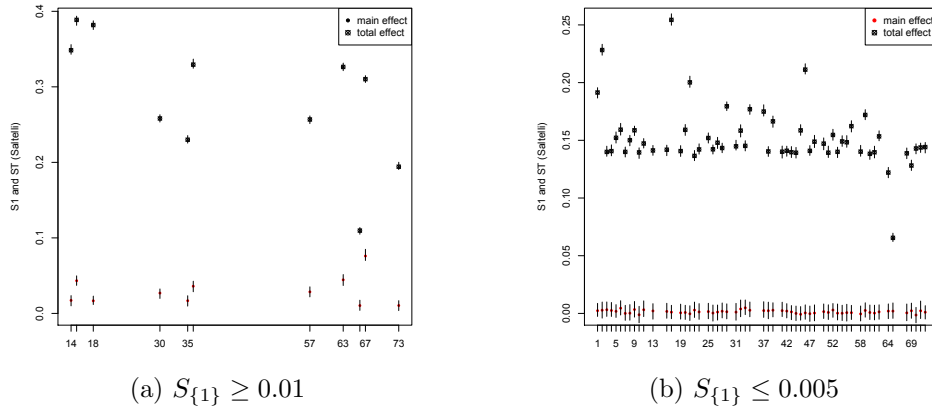 main effect
total effect
S1 and ST (Saltelli)
0.4
0.3
0.2
0.1
0.0
14 18 30 35 57 63 67 73
(a) S_{1} ≥ 0.01
main effect
total effect
S1 and ST (Saltelli)
0.25
0.20
0.15
0.10
0.05
0.00
1 5 9 13 19 25 31 37 42 47 52 58 64 69
(b) S_{1} ≤ 0.005